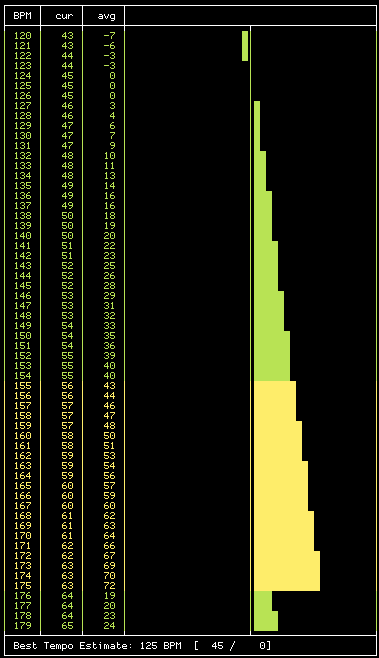 BPM cur avg
120 43 -7
121 43 -6
122 44 -3
123 44 -3
124 45 0
125 45 0
126 45 0
127 46 3
128 46 4
129 47 6
130 47 7
131 47 9
132 48 10
133 48 11
134 48 13
135 49 14
136 49 16
137 49 16
138 50 18
139 50 19
140 50 20
141 51 22
142 51 23
143 52 25
144 52 26
145 52 28
146 53 29
147 53 31
148 53 32
149 54 33
150 54 35
151 54 36
152 55 39
153 55 40
154 55 40
155 56 43
156 56 44
157 57 46
158 57 47
159 57 48
160 58 50
161 58 51
162 59 53
163 59 54
164 59 56
165 60 57
166 60 59
167 60 60
168 61 62
169 61 63
170 61 64
171 62 66
172 62 67
173 63 69
174 63 70
175 63 72
176 64 19
177 64 20
178 64 23
179 65 24
Best Tempo Estimate: 125 BPM [ 45 / 0]